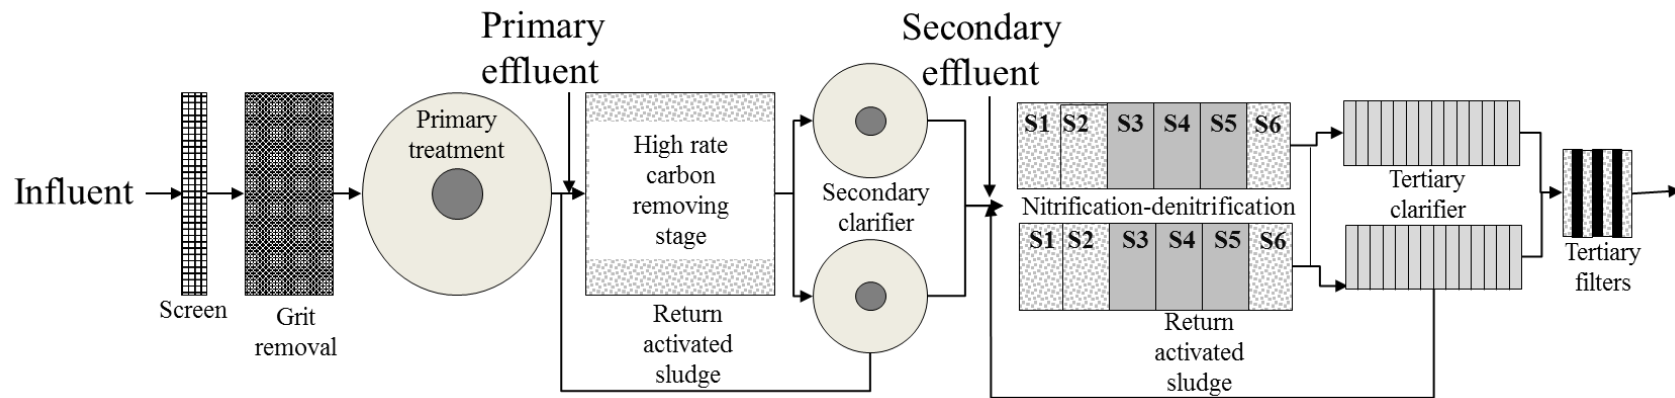 Influent
Screen
Grit
removal
Primary
treatment
Primary
effluent
High rate
carbon
removing
stage
Return
activated
sludge
Secondary
clarifier
Secondary
effluent
S1 S2 S3 S4 S5 S6
Nitrification-denitrification
S1 S2 S3 S4 S5 S6
Return
activated
sludge
Tertiary
clarifier
Tertiary
filters